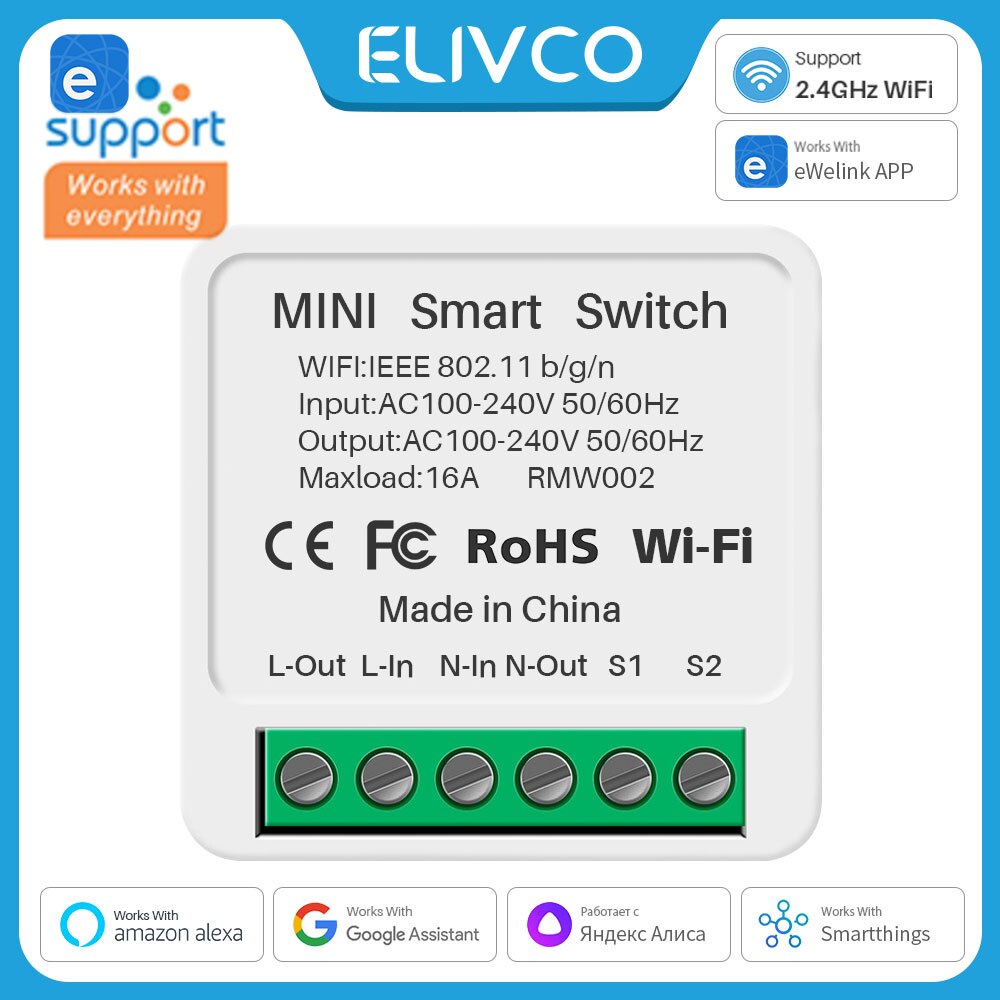 ELIVCO
e
support
Works with
everything
Support
2.4GHz WiFi
e
Works With
eWelink APP
MINI Smart Switch
WIFI:IEEE 802.11 b/g/n
Input:AC100-240V 50/60Hz
Output:AC100-240V 50/60Hz
Maxload:16A RMW002
CE FC RoHS Wi-Fi
Made in China
L-Out L-In N-In N-Out S1 S2
Works With
amazon alexa
Works With
Google Assistant
Работает с
Яндекс Алиса
Works With
Smartthings